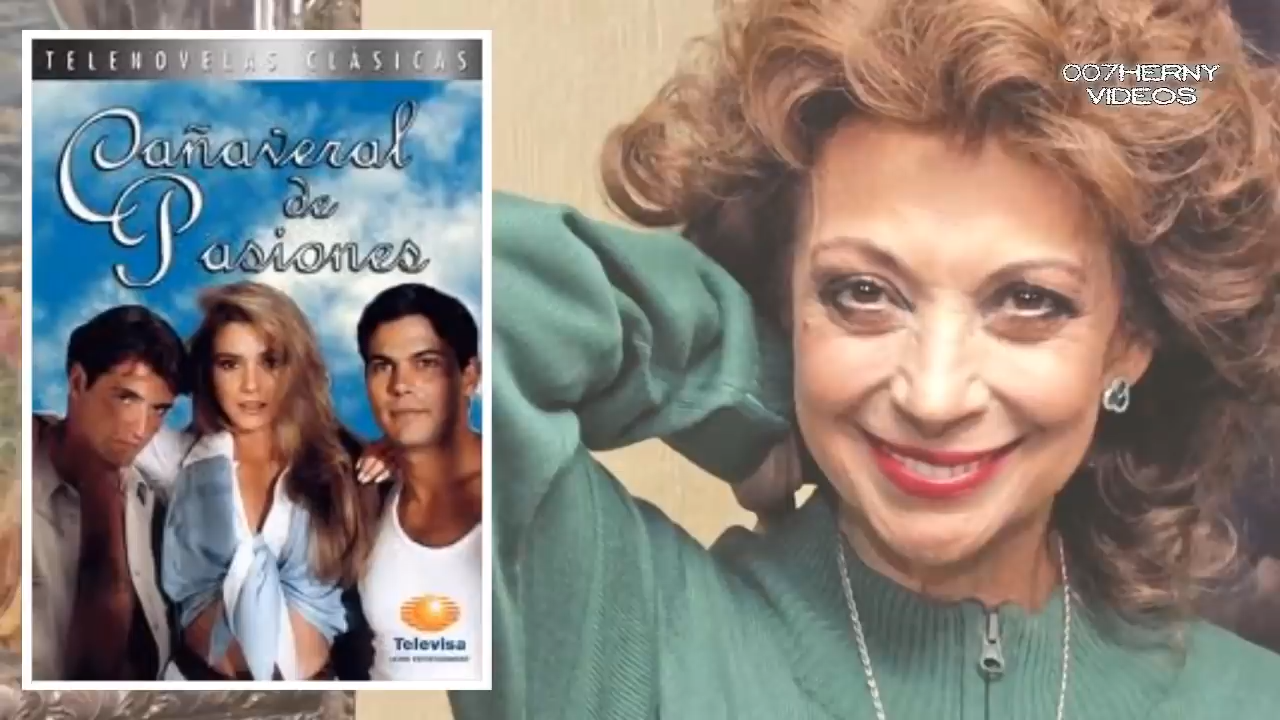 TELENOVELAS CLÁSICAS
Cañaveral
de
Pasiones
Televisa
007HERNY
VIDEOS